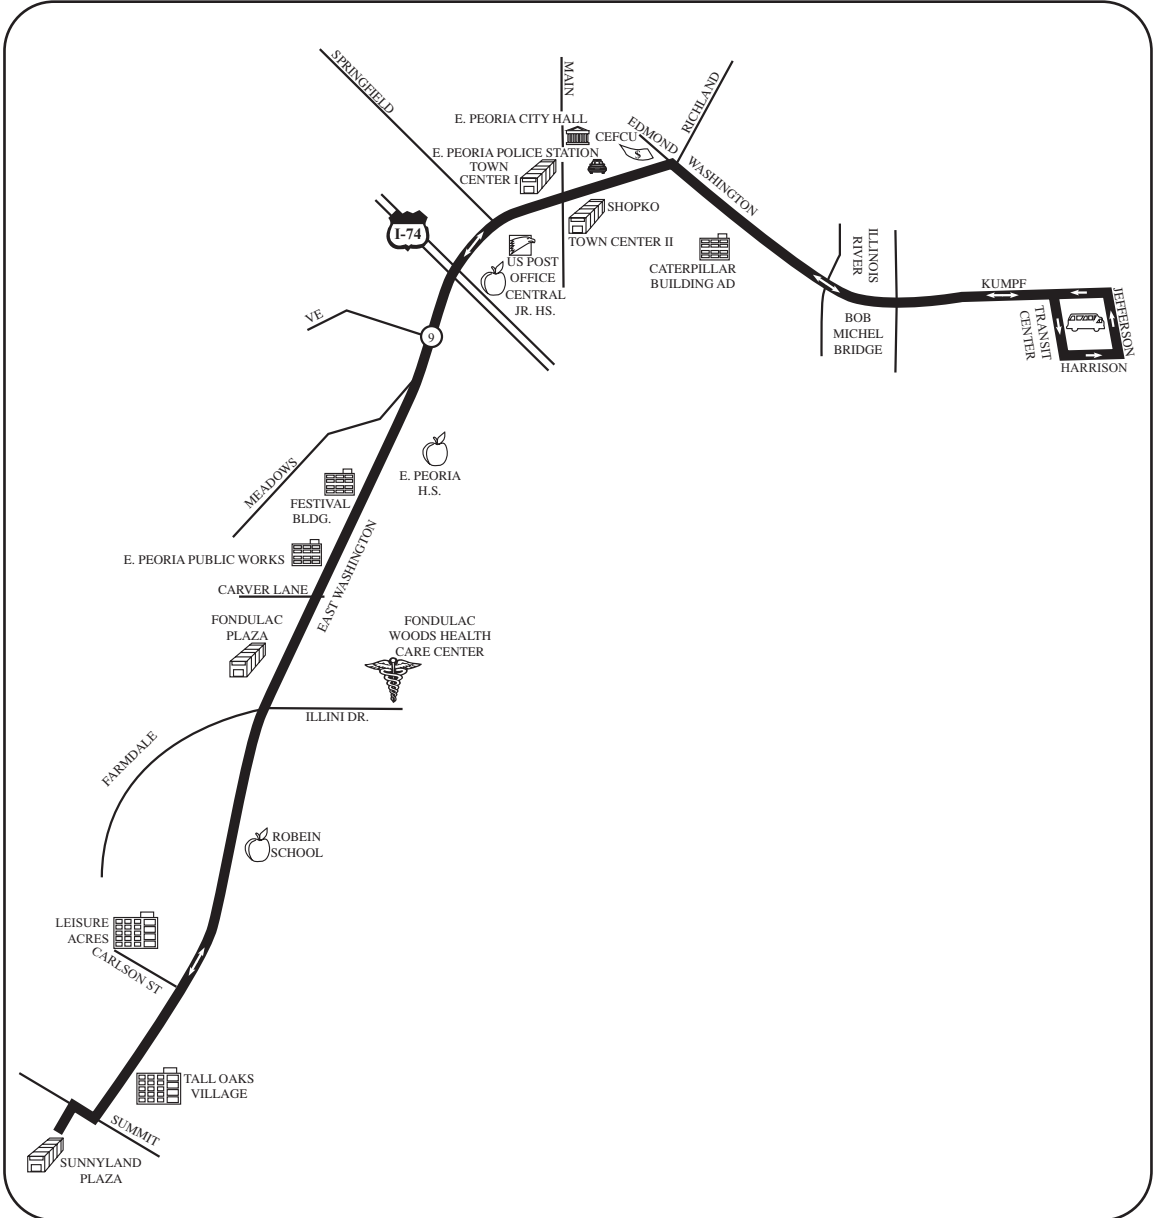 SPRINGFIELD
MAIN
RICHLAND
E. PEORIA CITY HALL
EDMOND
CEFCU
$
E. PEORIA POLICE STATION
TOWN
CENTER I
WASHINGTON
SHOPKO
TOWN CENTER II
I-74
US POST
OFFICE
CENTRAL
JR. HS.
CATERPILLAR
BUILDING AD
ILLINOIS
RIVER
KUMPF
JEFFERSON
TRANSIT
CENTER
HARRISON
BOB
MICHEL
BRIDGE
VE
9
MEADOWS
E. PEORIA
H.S.
FESTIVAL
BLDG.
EAST WASHINGTON
E. PEORIA PUBLIC WORKS
CARVER LANE
FONDULAC
PLAZA
FONDULAC
WOODS HEALTH
CARE CENTER
ILLINI DR.
FARMDALE
ROBEIN
SCHOOL
LEISURE
ACRES
CARLSON ST
TALL OAKS
VILLAGE
SUMMIT
SUNNYLAND
PLAZA